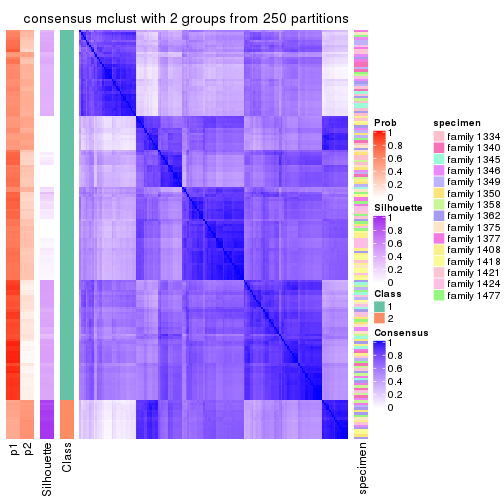 consensus mclust with 2 groups from 250 partitions
Prob
1
0.8
0.6
0.4
0.2
0
Silhouette
1
0.8
0.6
0.4
0.2
0
Class
1
2
Consensus
1
0.8
0.6
0.4
0.2
0
specimen
family 1334
family 1340
family 1345
family 1346
family 1349
family 1350
family 1358
family 1362
family 1375
family 1377
family 1408
family 1418
family 1421
family 1424
family 1477
p1
p2
Silhouette
Class
specimen